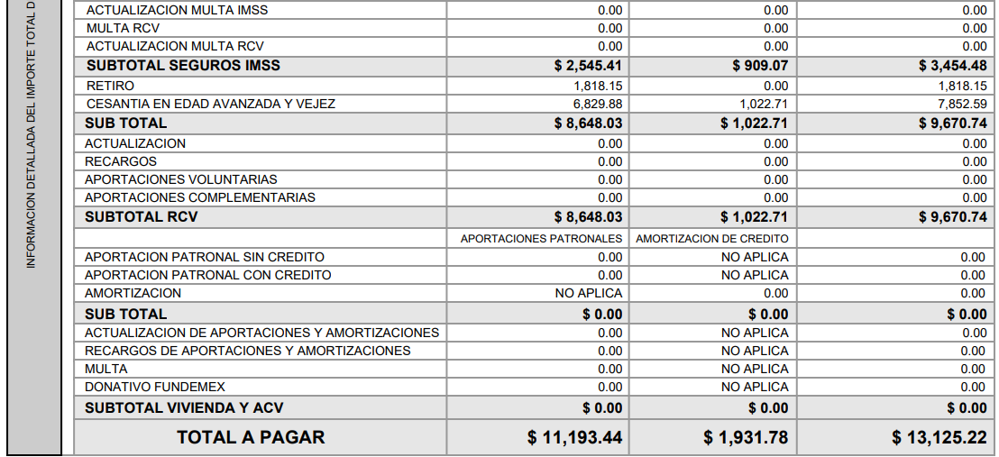 INFORMACION DETALLADA DEL IMPORTE TOTAL D
ACTUALIZACION MULTA IMSS 0.00 0.00 0.00
MULTA RCV 0.00 0.00 0.00
ACTUALIZACION MULTA RCV 0.00 0.00 0.00
SUBTOTAL SEGUROS IMSS $ 2,545.41 $ 909.07 $ 3,454.48
RETIRO 1,818.15 0.00 1,818.15
CESANTIA EN EDAD AVANZADA Y VEJEZ 6,829.88 1,022.71 7,852.59
SUB TOTAL $ 8,648.03 $ 1,022.71 $ 9,670.74
ACTUALIZACION 0.00 0.00 0.00
RECARGOS 0.00 0.00 0.00
APORTACIONES VOLUNTARIAS 0.00 0.00 0.00
APORTACIONES COMPLEMENTARIAS 0.00 0.00 0.00
SUBTOTAL RCV $ 8,648.03 $ 1,022.71 $ 9,670.74
APORTACIONES PATRONALES AMORTIZACION DE CREDITO
APORTACION PATRONAL SIN CREDITO 0.00 NO APLICA 0.00
APORTACION PATRONAL CON CREDITO 0.00 NO APLICA 0.00
AMORTIZACION NO APLICA 0.00 0.00
SUB TOTAL $ 0.00 $ 0.00 $ 0.00
ACTUALIZACION DE APORTACIONES Y AMORTIZACIONES 0.00 NO APLICA 0.00
RECARGOS DE APORTACIONES Y AMORTIZACIONES 0.00 NO APLICA 0.00
MULTA 0.00 NO APLICA 0.00
DONATIVO FUNDEMEX 0.00 NO APLICA 0.00
SUBTOTAL VIVIENDA Y ACV $ 0.00 $ 0.00 $ 0.00
TOTAL A PAGAR $ 11,193.44 $ 1,931.78 $ 13,125.22